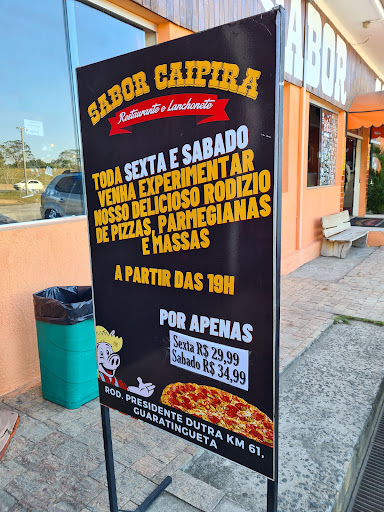 SABOR
SABOR CAIPIRA
Restaurante e Lanchonete
TODA SEXTA E SABADO
VENHA EXPERIMENTAR
NOSSO DELICIOSO RODÍZIO
DE PIZZAS, PARMEGIANAS
E MASSAS
A PARTIR DAS 19H
POR APENAS
Sexta R$ 29,99
Sabado R$ 34,99
ROD. PRESIDENTE DUTRA KM 61.
GUARATINGUETA